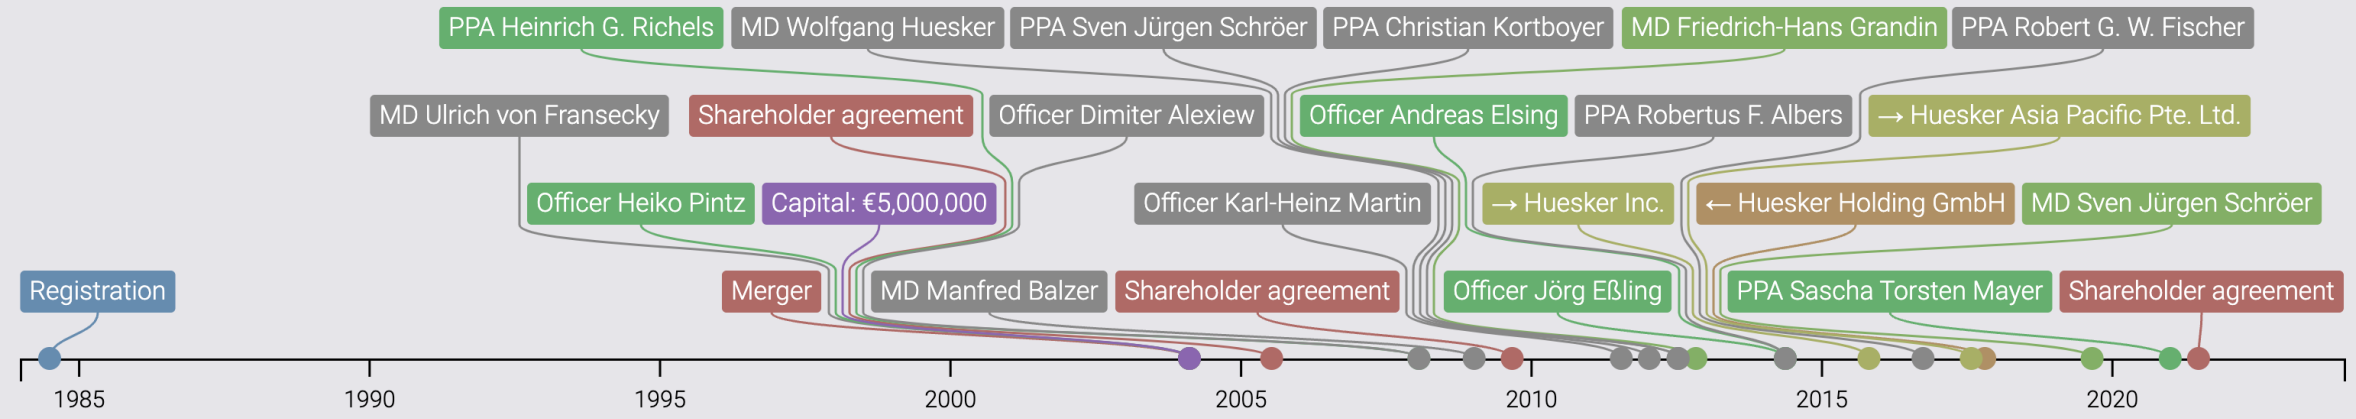 PPA Heinrich G. Richels MD Wolfgang Huesker PPA Sven Jürgen Schröer PPA Christian Kortboyer MD Friedrich-Hans Grandin PPA Robert G. W. Fischer
MD Ulrich von Fransecky Shareholder agreement Officer Dimiter Alexiew Officer Andreas Elsing PPA Robertus F. Albers → Huesker Asia Pacific Pte. Ltd.
Officer Heiko Pintz Capital: €5,000,000 Officer Karl-Heinz Martin → Huesker Inc. ← Huesker Holding GmbH MD Sven Jürgen Schröer
Registration Merger MD Manfred Balzer Shareholder agreement Officer Jörg Eßling PPA Sascha Torsten Mayer Shareholder agreement
1985 1990 1995 2000 2005 2010 2015 2020